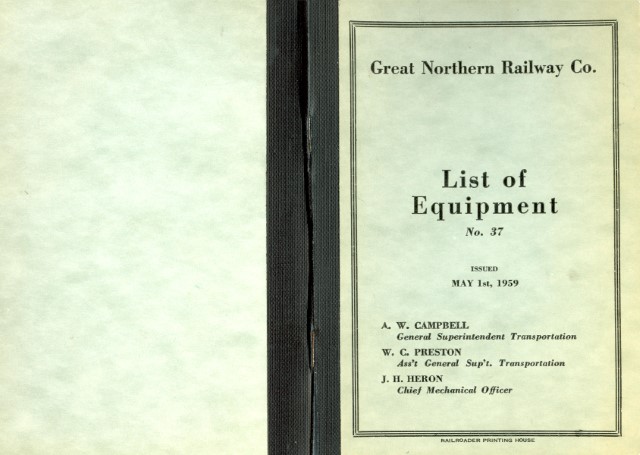 Great Northern Railway Co.
List of
Equipment
No. 37
ISSUED
MAY 1st, 1959
A. W. CAMPBELL
General Superintendent Transportation
W. C. PRESTON
Ass't General Sup't. Transportation
J. H. HERON
Chief Mechanical Officer
RAILROADER PRINTING HOUSE